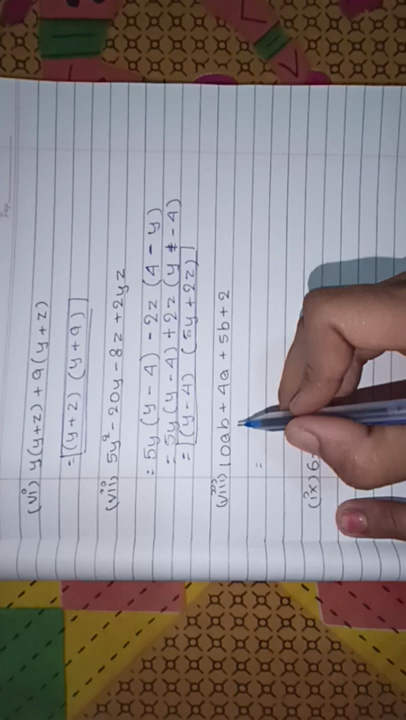 (vi) y(y+z) + 9(y+z)
= (y+z) (y+9)
(vii) 5y² - 20y - 8z + 2yz
= 5y (y - 4) - 2z (4 - y)
= 5y (y - 4) + 2z (y - 4)
= (y - 4) (5y + 2z)
(viii) 10ab + 4a + 5b + 2
=
(ix) 6